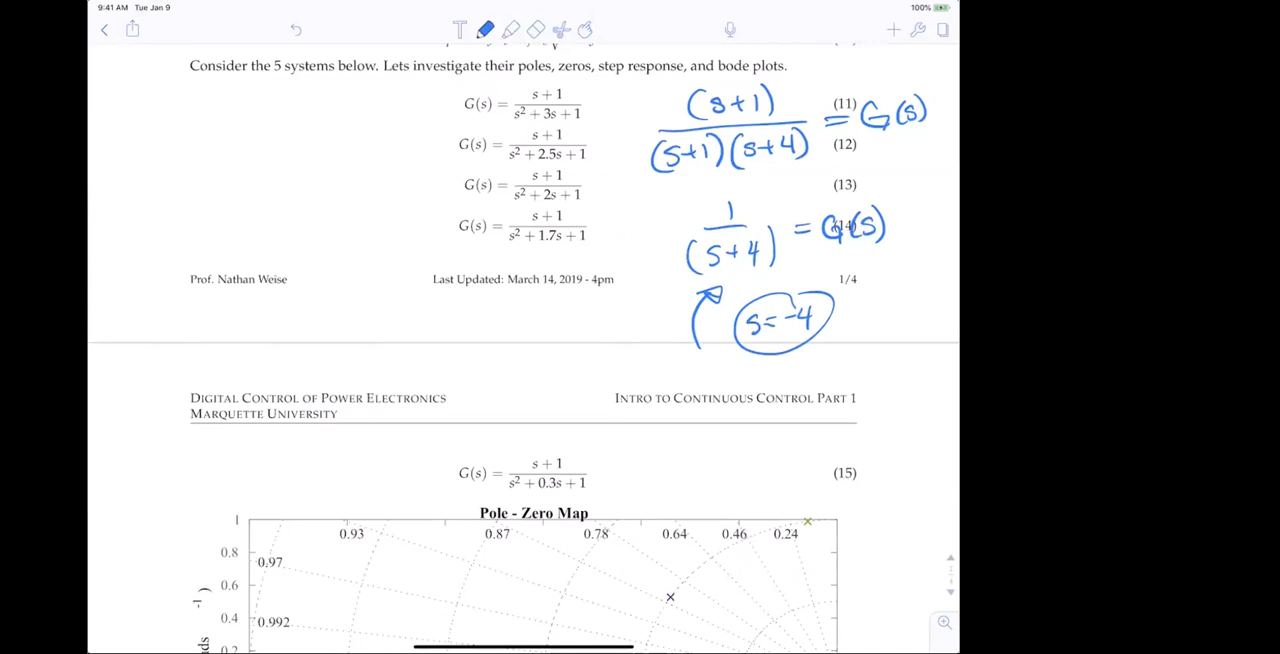 9:41 AM Tue Jan 9
100%
Consider the 5 systems below. Lets investigate their poles, zeros, step response, and bode plots.
G(s) = s + 1 / s² + 3s + 1 (11)
G(s) = s + 1 / s² + 2.5s + 1 (12)
G(s) = s + 1 / s² + 2s + 1 (13)
G(s) = s + 1 / s² + 1.7s + 1 (14)
(s+1) / (s+1)(s+4) = G(s)
1 / (s+4) = G(s)
s=-4
Prof. Nathan Weise Last Updated: March 14, 2019 - 4pm 1/4
DIGITAL CONTROL OF POWER ELECTRONICS INTRO TO CONTINUOUS CONTROL PART 1
MARQUETTE UNIVERSITY
G(s) = s + 1 / s² + 0.3s + 1 (15)
Pole - Zero Map
1
0.93 0.87 0.78 0.64 0.46 0.24
0.8
0.97
0.6
0.4
0.992
0.2